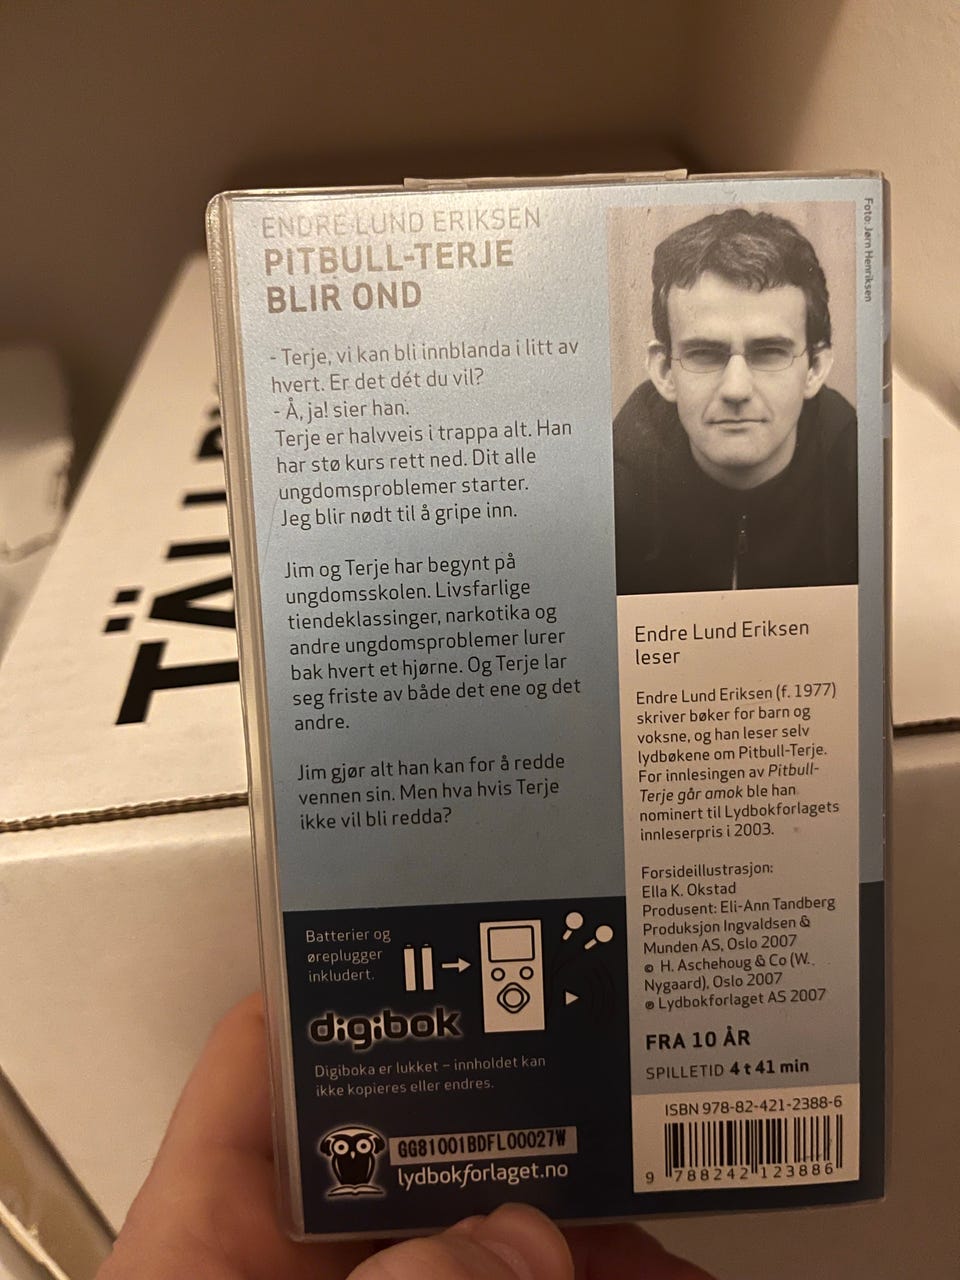 ENDRE LUND ERIKSEN
PITBULL-TERJE
BLIR OND
- Terje, vi kan bli innblanda i litt av
hvert. Er det dét du vil?
- Å, ja! sier han.
Terje er halvveis i trappa alt. Han
har stø kurs rett ned. Dit alle
ungdomsproblemer starter.
Jeg blir nødt til å gripe inn.
Jim og Terje har begynt på
ungdomsskolen. Livsfarlige
tiendeklassinger, narkotika og
andre ungdomsproblemer lurer
bak hvert et hjørne. Og Terje lar
seg friste av både det ene og det
andre.
Jim gjør alt han kan for å redde
vennen sin. Men hva hvis Terje
ikke vil bli redda?
Batterier og
øreplugger
inkludert.
digibok
Digiboka er lukket – innholdet kan
ikke kopieres eller endres.
GG81001BDFL00027W
lydbokforlaget.no
Foto: Jørn Henriksen
Endre Lund Eriksen
leser
Endre Lund Eriksen (f. 1977)
skriver bøker for barn og
voksne, og han leser selv
lydbøkene om Pitbull-Terje.
For innlesingen av Pitbull-
Terje går amok ble han
nominert til Lydbokforlagets
innleserpris i 2003.
Forsideillustrasjon:
Ella K. Okstad
Produsent: Eli-Ann Tandberg
Produksjon Ingvaldsen &
Munden AS, Oslo 2007
© H. Aschehoug & Co (W.
Nygaard), Oslo 2007
℗ Lydbokforlaget AS 2007
FRA 10 ÅR
SPILLETID 4 t 41 min
ISBN 978-82-421-2388-6
9 788242 123886